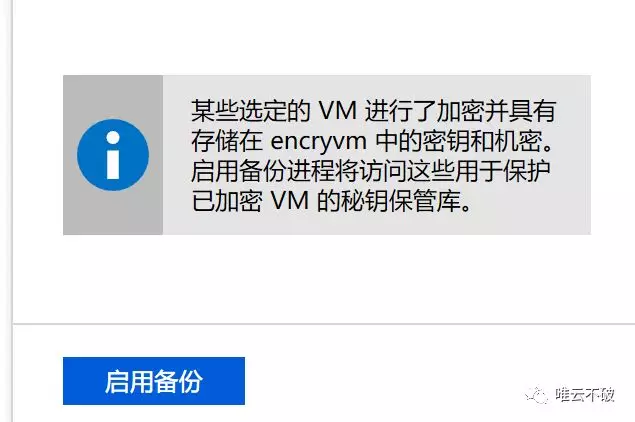 某些选定的 VM 进行了加密并具有
存储在 encryvm 中的密钥和机密。
启用备份进程将访问这些用于保护
已加密 VM 的秘钥保管库。
启用备份
唯云不破